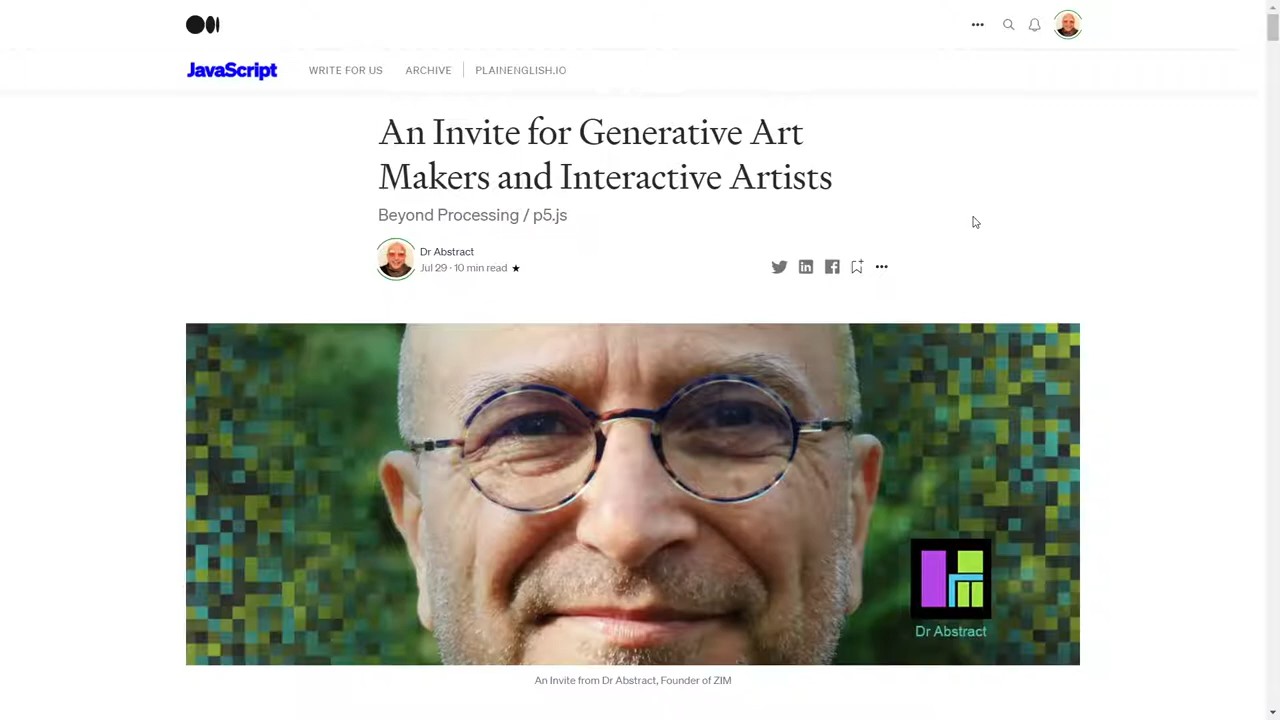 JavaScript WRITE FOR US ARCHIVE PLAINENGLISH.IO
An Invite for Generative Art
Makers and Interactive Artists
Beyond Processing / p5.js
Dr Abstract
Jul 29 · 10 min read ★
Dr Abstract
An Invite from Dr Abstract, Founder of ZIM